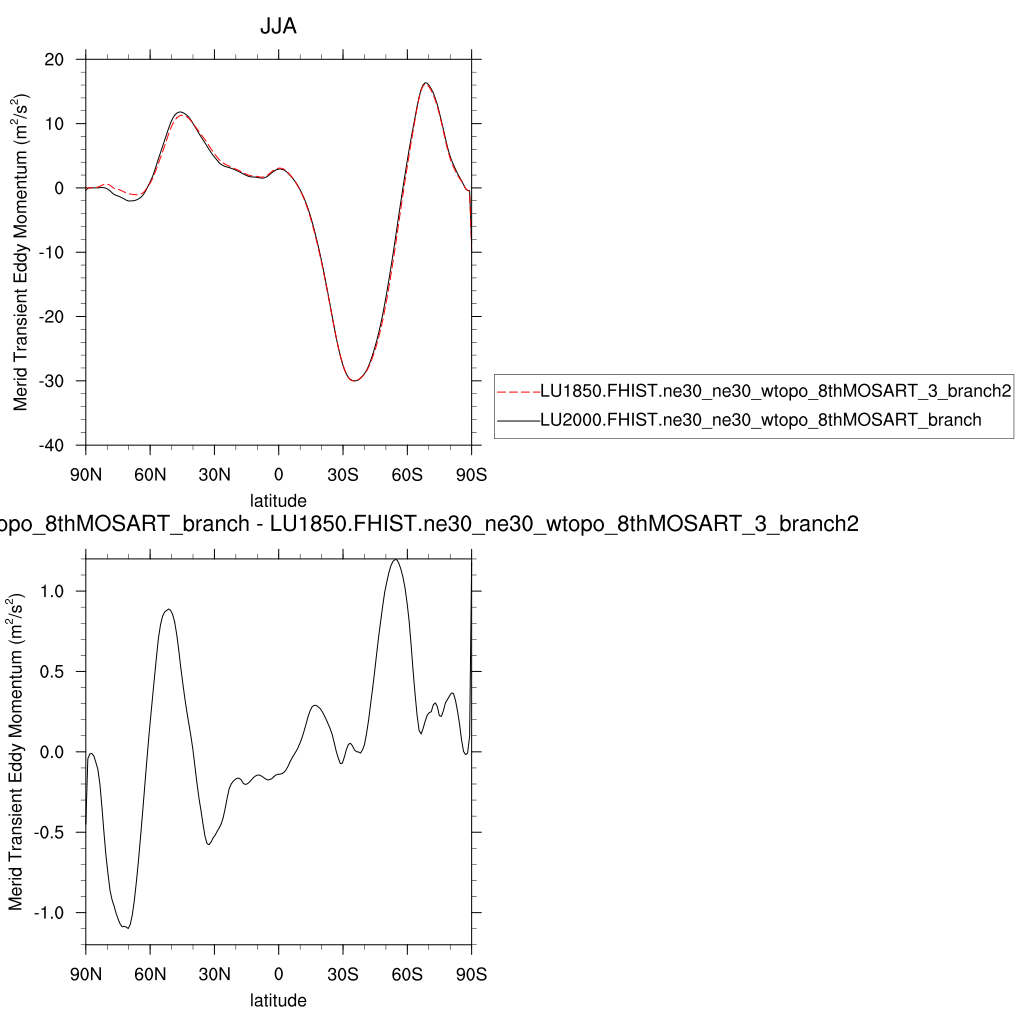 JJA
Merid Transient Eddy Momentum (m²/s²)
20
10
0
-10
-20
-30
-40
90N 60N 30N 0 30S 60S 90S
latitude
LU1850.FHIST.ne30_ne30_wtopo_8thMOSART_3_branch2
LU2000.FHIST.ne30_ne30_wtopo_8thMOSART_branch
opo_8thMOSART_branch - LU1850.FHIST.ne30_ne30_wtopo_8thMOSART_3_branch2
Merid Transient Eddy Momentum (m²/s²)
1.0
0.5
0.0
-0.5
-1.0
90N 60N 30N 0 30S 60S 90S
latitude